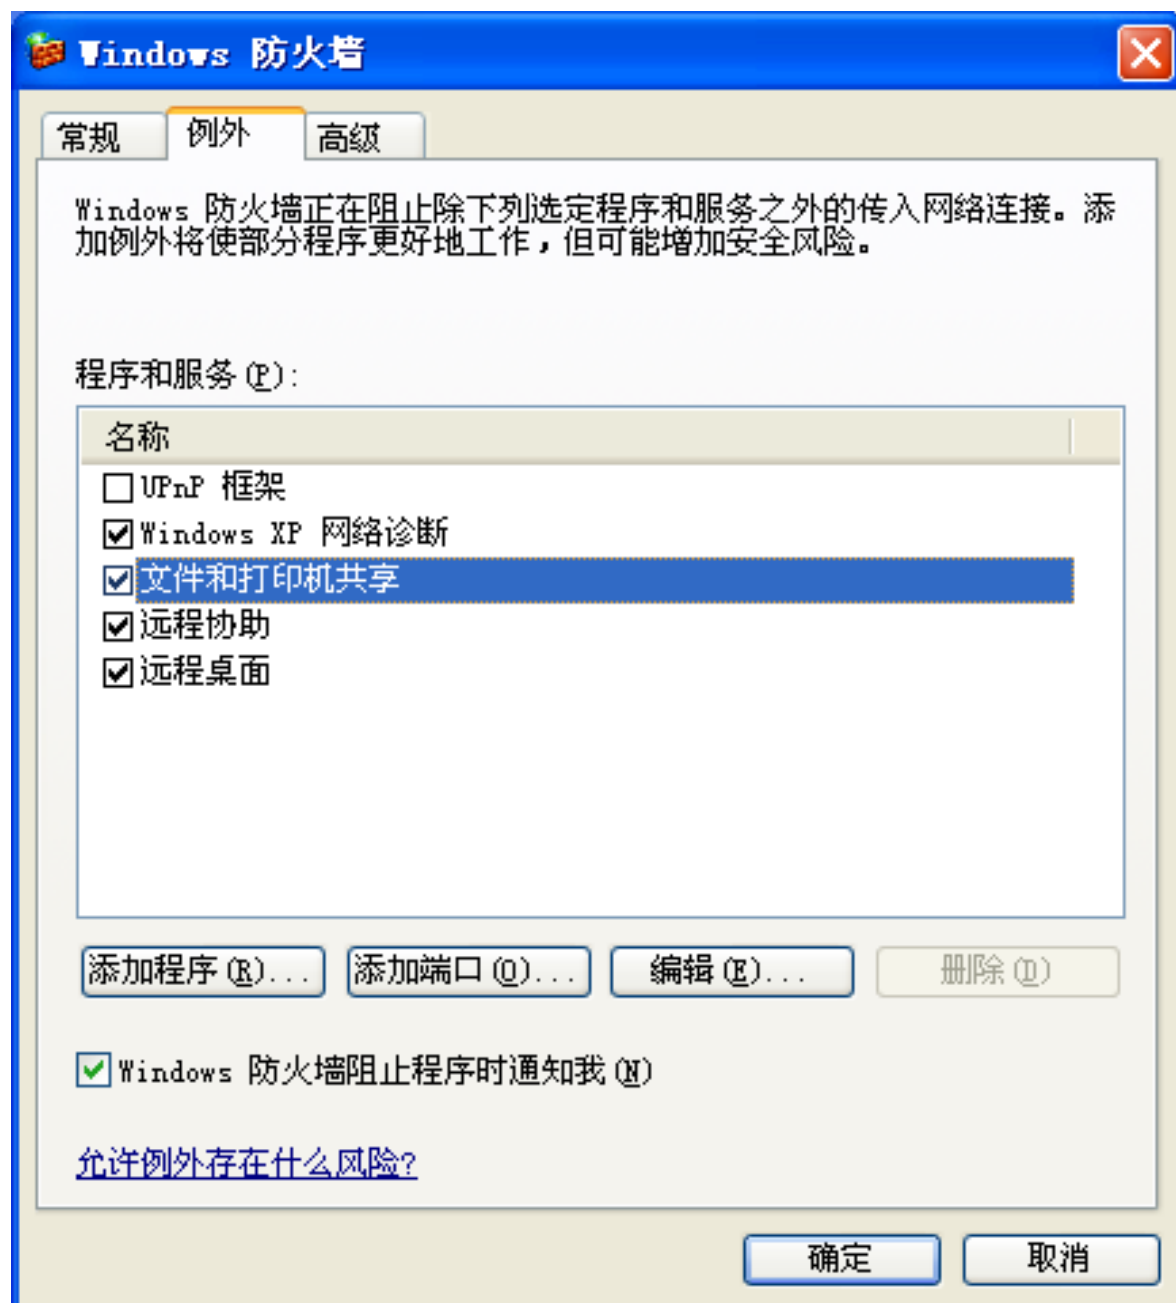 Windows 防火墙
常规 例外 高级
Windows 防火墙正在阻止除下列选定程序和服务之外的传入网络连接。添
加例外将使部分程序更好地工作，但可能增加安全风险。
程序和服务(P):
名称
UPnP 框架
Windows XP 网络诊断
文件和打印机共享
远程协助
远程桌面
添加程序(R)... 添加端口(O)... 编辑(E)... 删除(D)
Windows 防火墙阻止程序时通知我(N)
允许例外存在什么风险?
确定 取消